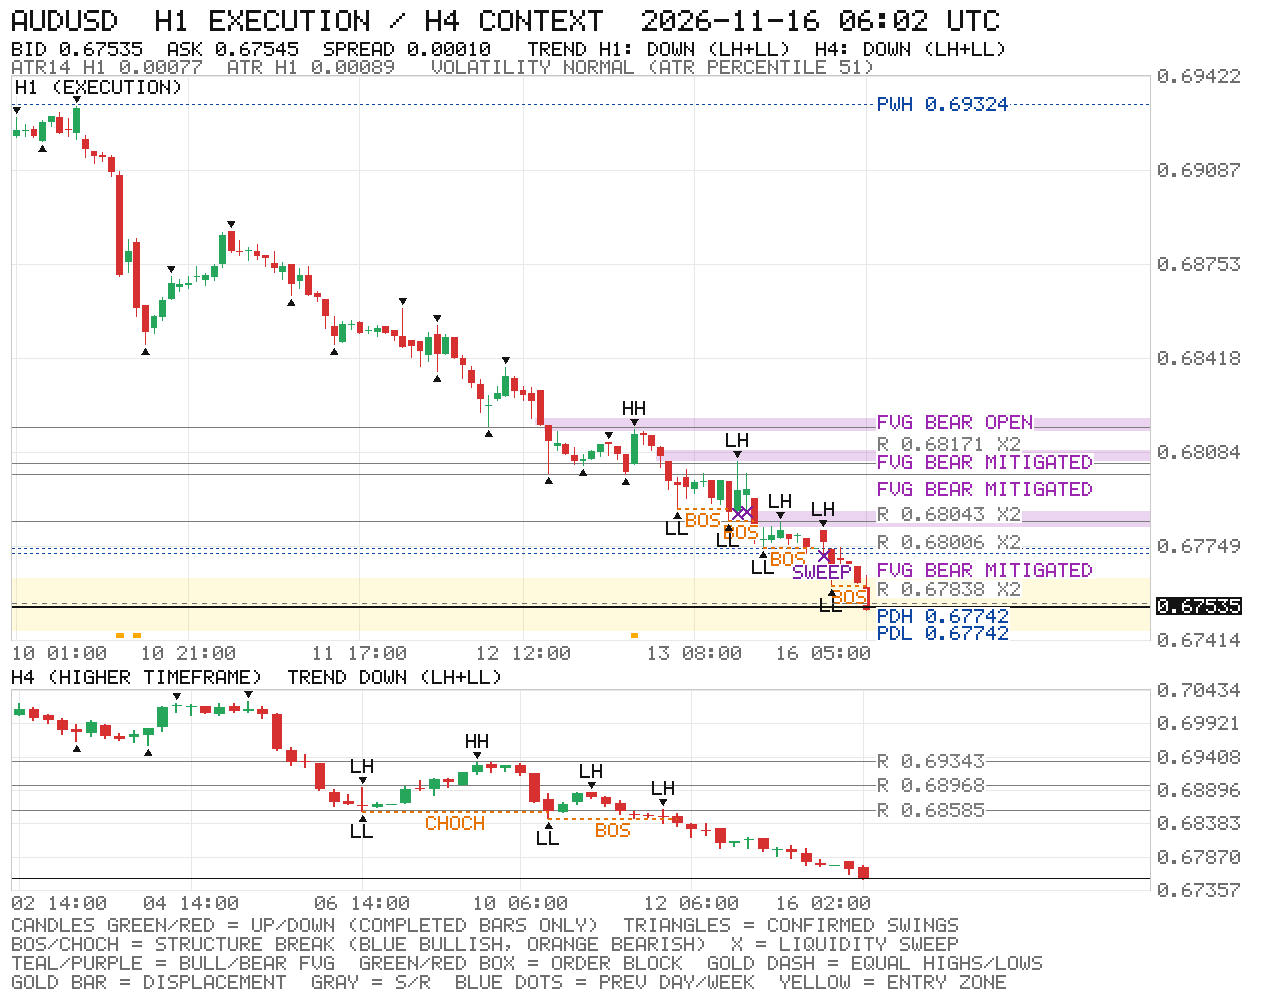 AUDUSD  H1 EXECUTION / H4 CONTEXT  2026-11-16 06:02 UTC
BID 0.67535  ASK 0.67545  SPREAD 0.00010  TREND H1: DOWN (LH+LL)  H4: DOWN (LH+LL)
ATR14 H1 0.00077  ATR H1 0.00089  VOLATILITY NORMAL (ATR PERCENTILE 51)
H1 (EXECUTION)
0.69422
PWH 0.69324
0.69087
0.68753
0.68418
HH
FVG BEAR OPEN
R 0.68171 X2
LH
0.68084
FVG BEAR MITIGATED
FVG BEAR MITIGATED
LH
LH
R 0.68043 X2
LL
BOS
LL
BOS
R 0.68006 X2
0.67749
LL
BOS
SWEEP
FVG BEAR MITIGATED
R 0.67838 X2
LL
BOS
0.67535
PDH 0.67742
PDL 0.67742
0.67414
10 01:00  10 21:00  11 17:00  12 12:00  13 08:00  16 05:00
H4 (HIGHER TIMEFRAME)  TREND DOWN (LH+LL)
0.70434
0.69921
HH
0.69408
R 0.69343
LH
LH
LH
R 0.68968
0.68896
R 0.68585
LL
CHOCH
LL
BOS
0.68383
0.67870
0.67357
02 14:00  04 14:00  06 14:00  10 06:00  12 06:00  16 02:00
CANDLES GREEN/RED = UP/DOWN (COMPLETED BARS ONLY)  TRIANGLES = CONFIRMED SWINGS
BOS/CHOCH = STRUCTURE BREAK (BLUE BULLISH, ORANGE BEARISH)  X = LIQUIDITY SWEEP
TEAL/PURPLE = BULL/BEAR FVG  GREEN/RED BOX = ORDER BLOCK  GOLD DASH = EQUAL HIGHS/LOWS
GOLD BAR = DISPLACEMENT  GRAY = S/R  BLUE DOTS = PREV DAY/WEEK  YELLOW = ENTRY ZONE